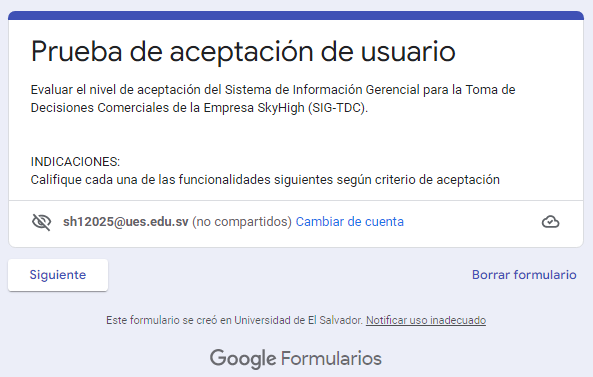 Prueba de aceptación de usuario
Evaluar el nivel de aceptación del Sistema de Información Gerencial para la Toma de
Decisiones Comerciales de la Empresa SkyHigh (SIG-TDC).
INDICACIONES:
Califique cada una de las funcionalidades siguientes según criterio de aceptación
sh12025@ues.edu.sv (no compartidos) Cambiar de cuenta
Siguiente Borrar formulario
Este formulario se creó en Universidad de El Salvador. Notificar uso inadecuado
Google Formularios